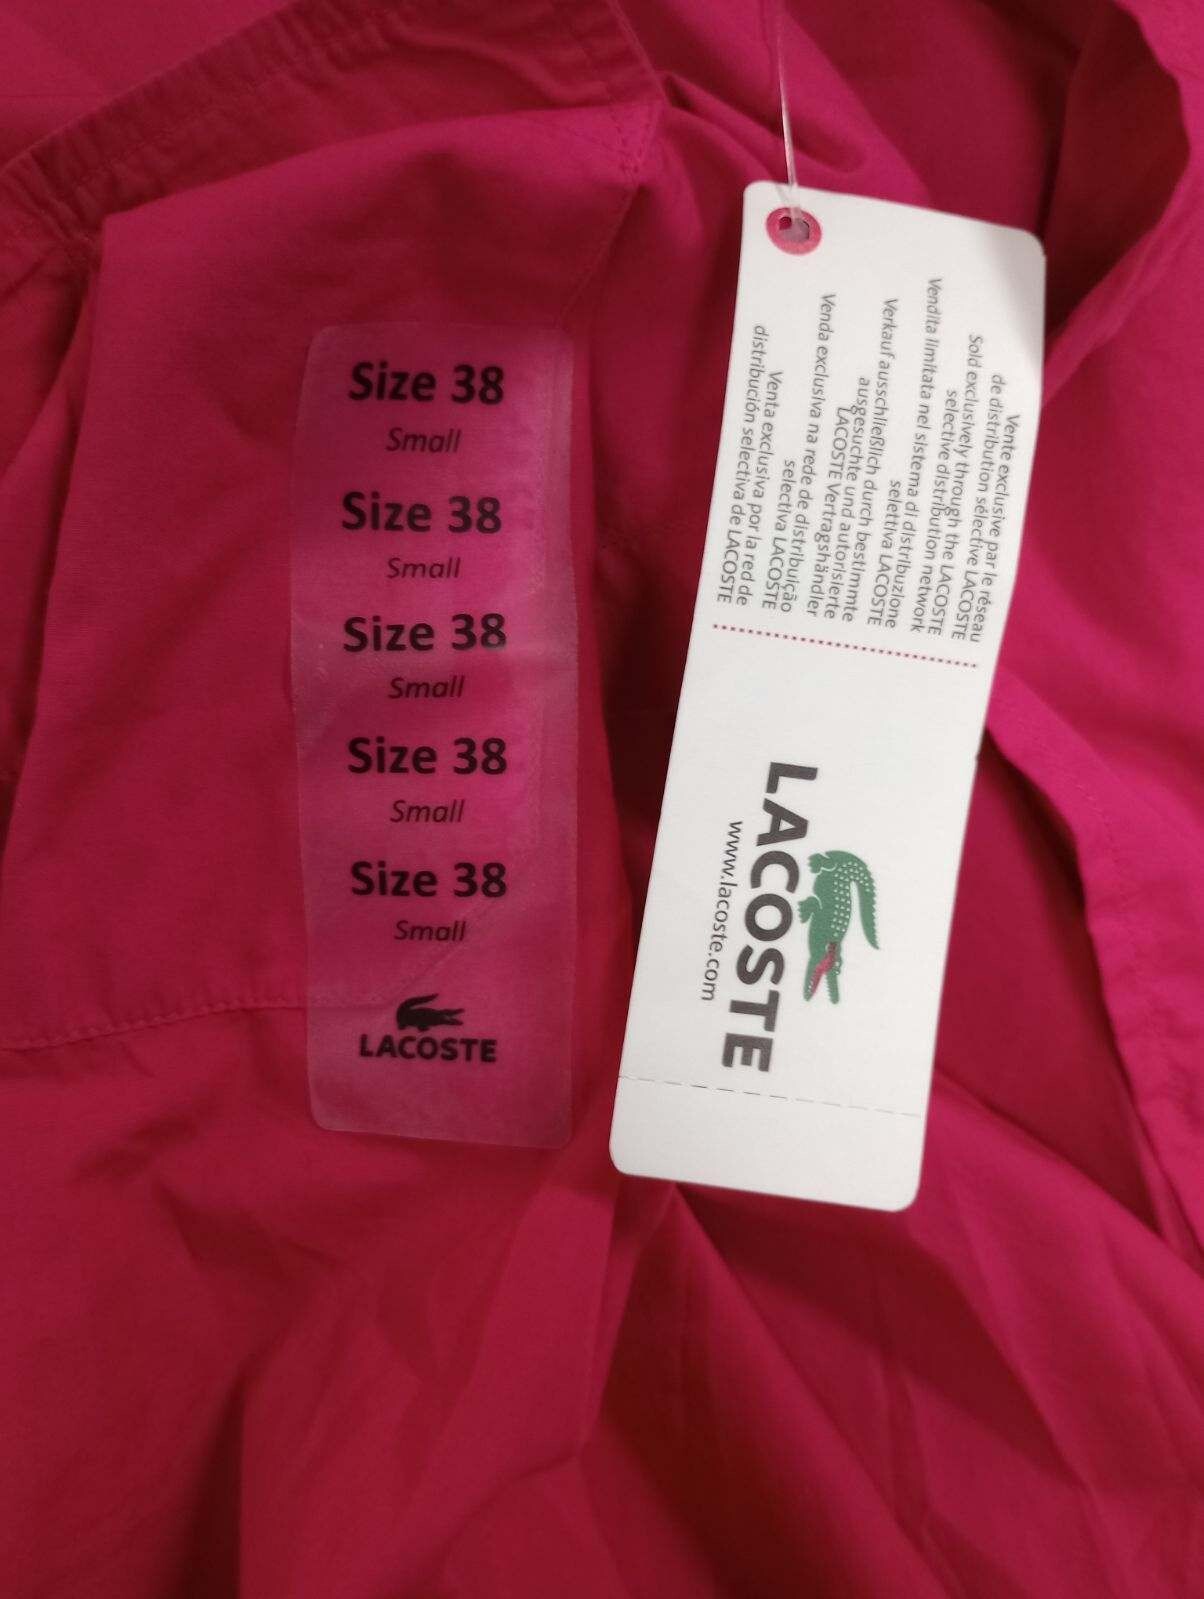 Size 38
Small
Size 38
Small
Size 38
Small
Size 38
Small
Size 38
Small
LACOSTE
Vente exclusive par le réseau
de distribution sélective LACOSTE
Sold exclusively through the LACOSTE
selective distribution network
Vendita limitata nel sistema di distribuzione
selettiva LACOSTE
Verkauf ausschließlich durch bestimmte
ausgesuchte und autorisierte
LACOSTE Vertragshändler
Venda exclusiva na rede de distribuição
selectiva LACOSTE
Venta exclusiva por la red de
distribución selectiva de LACOSTE
LACOSTE
www.lacoste.com